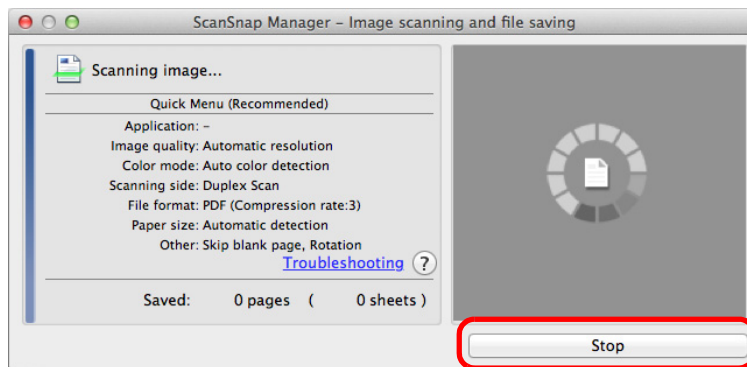 ScanSnap Manager – Image scanning and file saving
Scanning image...
Quick Menu (Recommended)
Application: –
Image quality: Automatic resolution
Color mode: Auto color detection
Scanning side: Duplex Scan
File format: PDF (Compression rate:3)
Paper size: Automatic detection
Other: Skip blank page, Rotation
Troubleshooting ?
Saved: 0 pages ( 0 sheets )
Stop